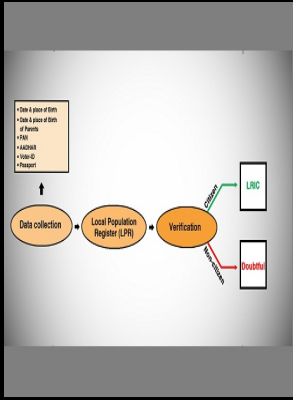 • Date & place of Birth
• Date & place of Birth
of Parents
• PAN
• AADHAR
• Voter-ID
• Passport
Data collection
Local Population
Register (LPR)
Verification
Citizen
LRIC
Non-citizen
Doubtful